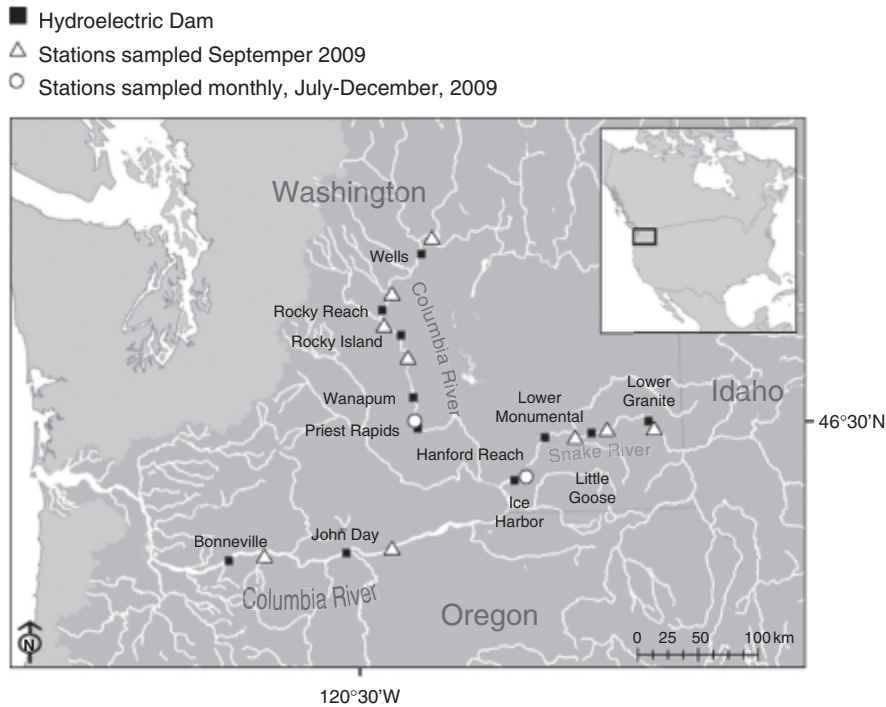 Hydroelectric Dam
Stations sampled Septemper 2009
Stations sampled monthly, July-December, 2009
Washington
Wells
Columbia River
Rocky Reach
Rocky Island
Wanapum
Priest Rapids
Lower
Monumental
Lower
Granite
Idaho
46°30'N
Hanford Reach
Snake River
Little
Goose
Ice
Harbor
Bonneville
John Day
Columbia River
Oregon
N
0 25 50 100 km
120°30'W